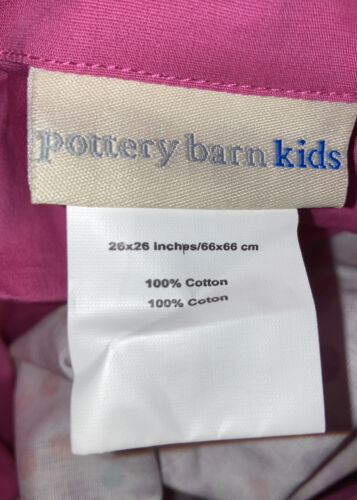 pottery barn kids
26x26 Inches/66x66 cm
100% Cotton
100% Coton